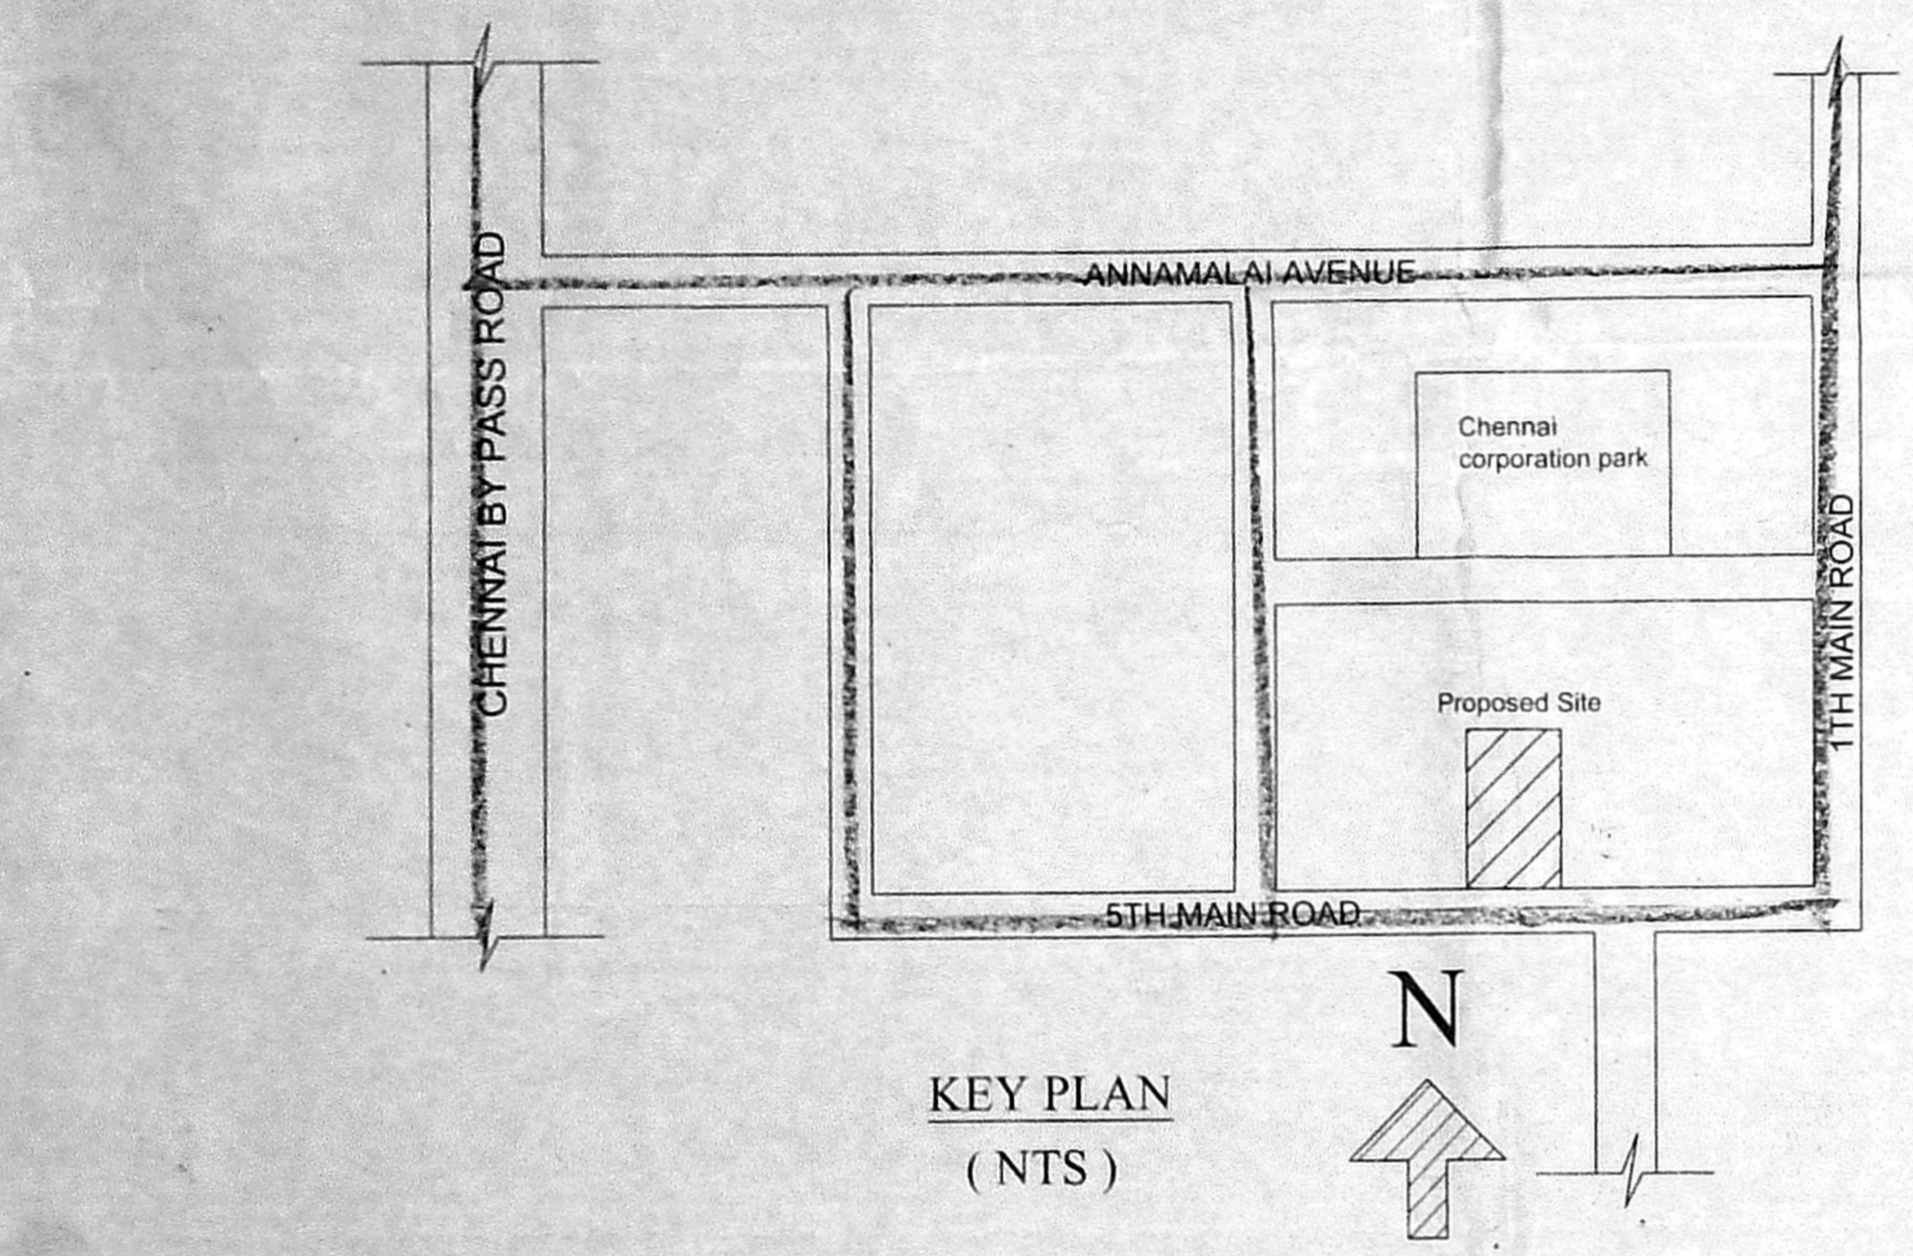 ANNAMALAI AVENUE
CHENNAI BY PASS ROAD
Chennai
corporation park
1TH MAIN ROAD
Proposed Site
5TH MAIN ROAD
N
KEY PLAN
( NTS )